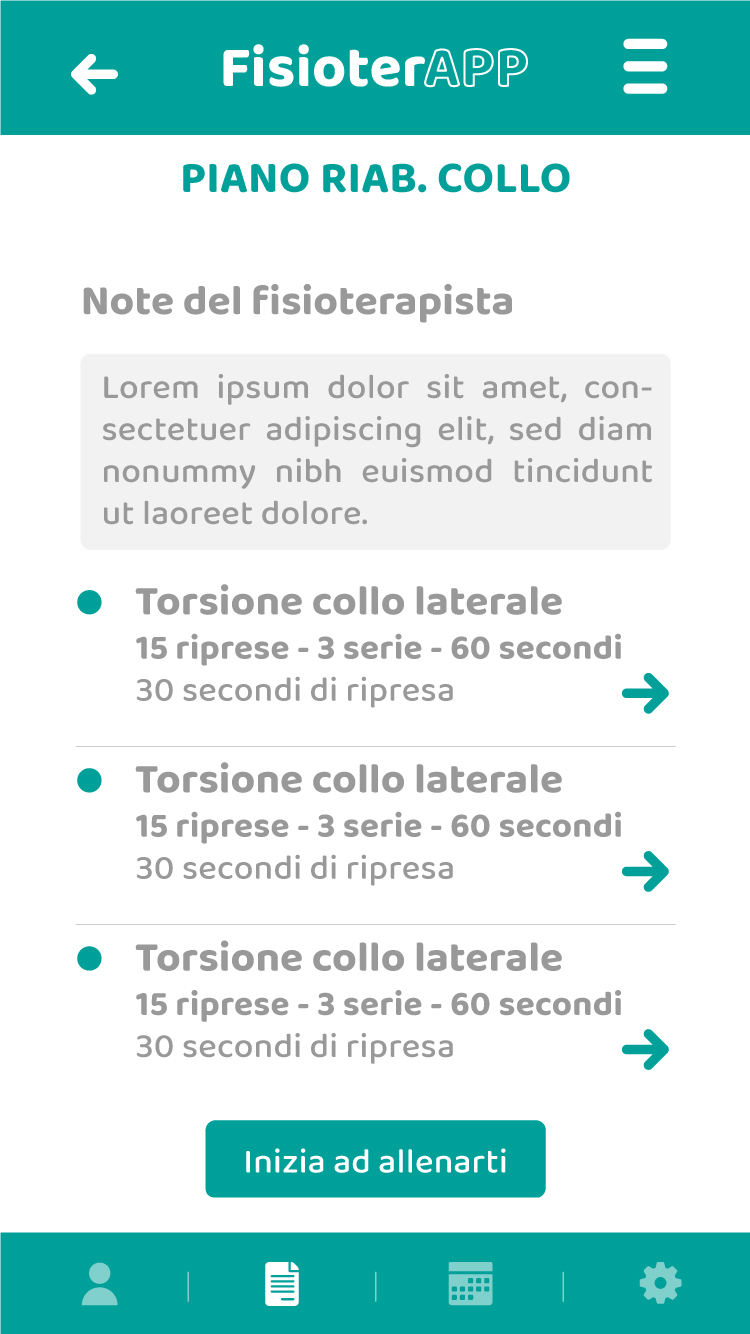 FisioterAPP
PIANO RIAB. COLLO
Note del fisioterapista
Lorem ipsum dolor sit amet, con-
sectetuer adipiscing elit, sed diam
nonummy nibh euismod tincidunt
ut laoreet dolore.
Torsione collo laterale
15 riprese - 3 serie - 60 secondi
30 secondi di ripresa
Torsione collo laterale
15 riprese - 3 serie - 60 secondi
30 secondi di ripresa
Torsione collo laterale
15 riprese - 3 serie - 60 secondi
30 secondi di ripresa
Inizia ad allenarti